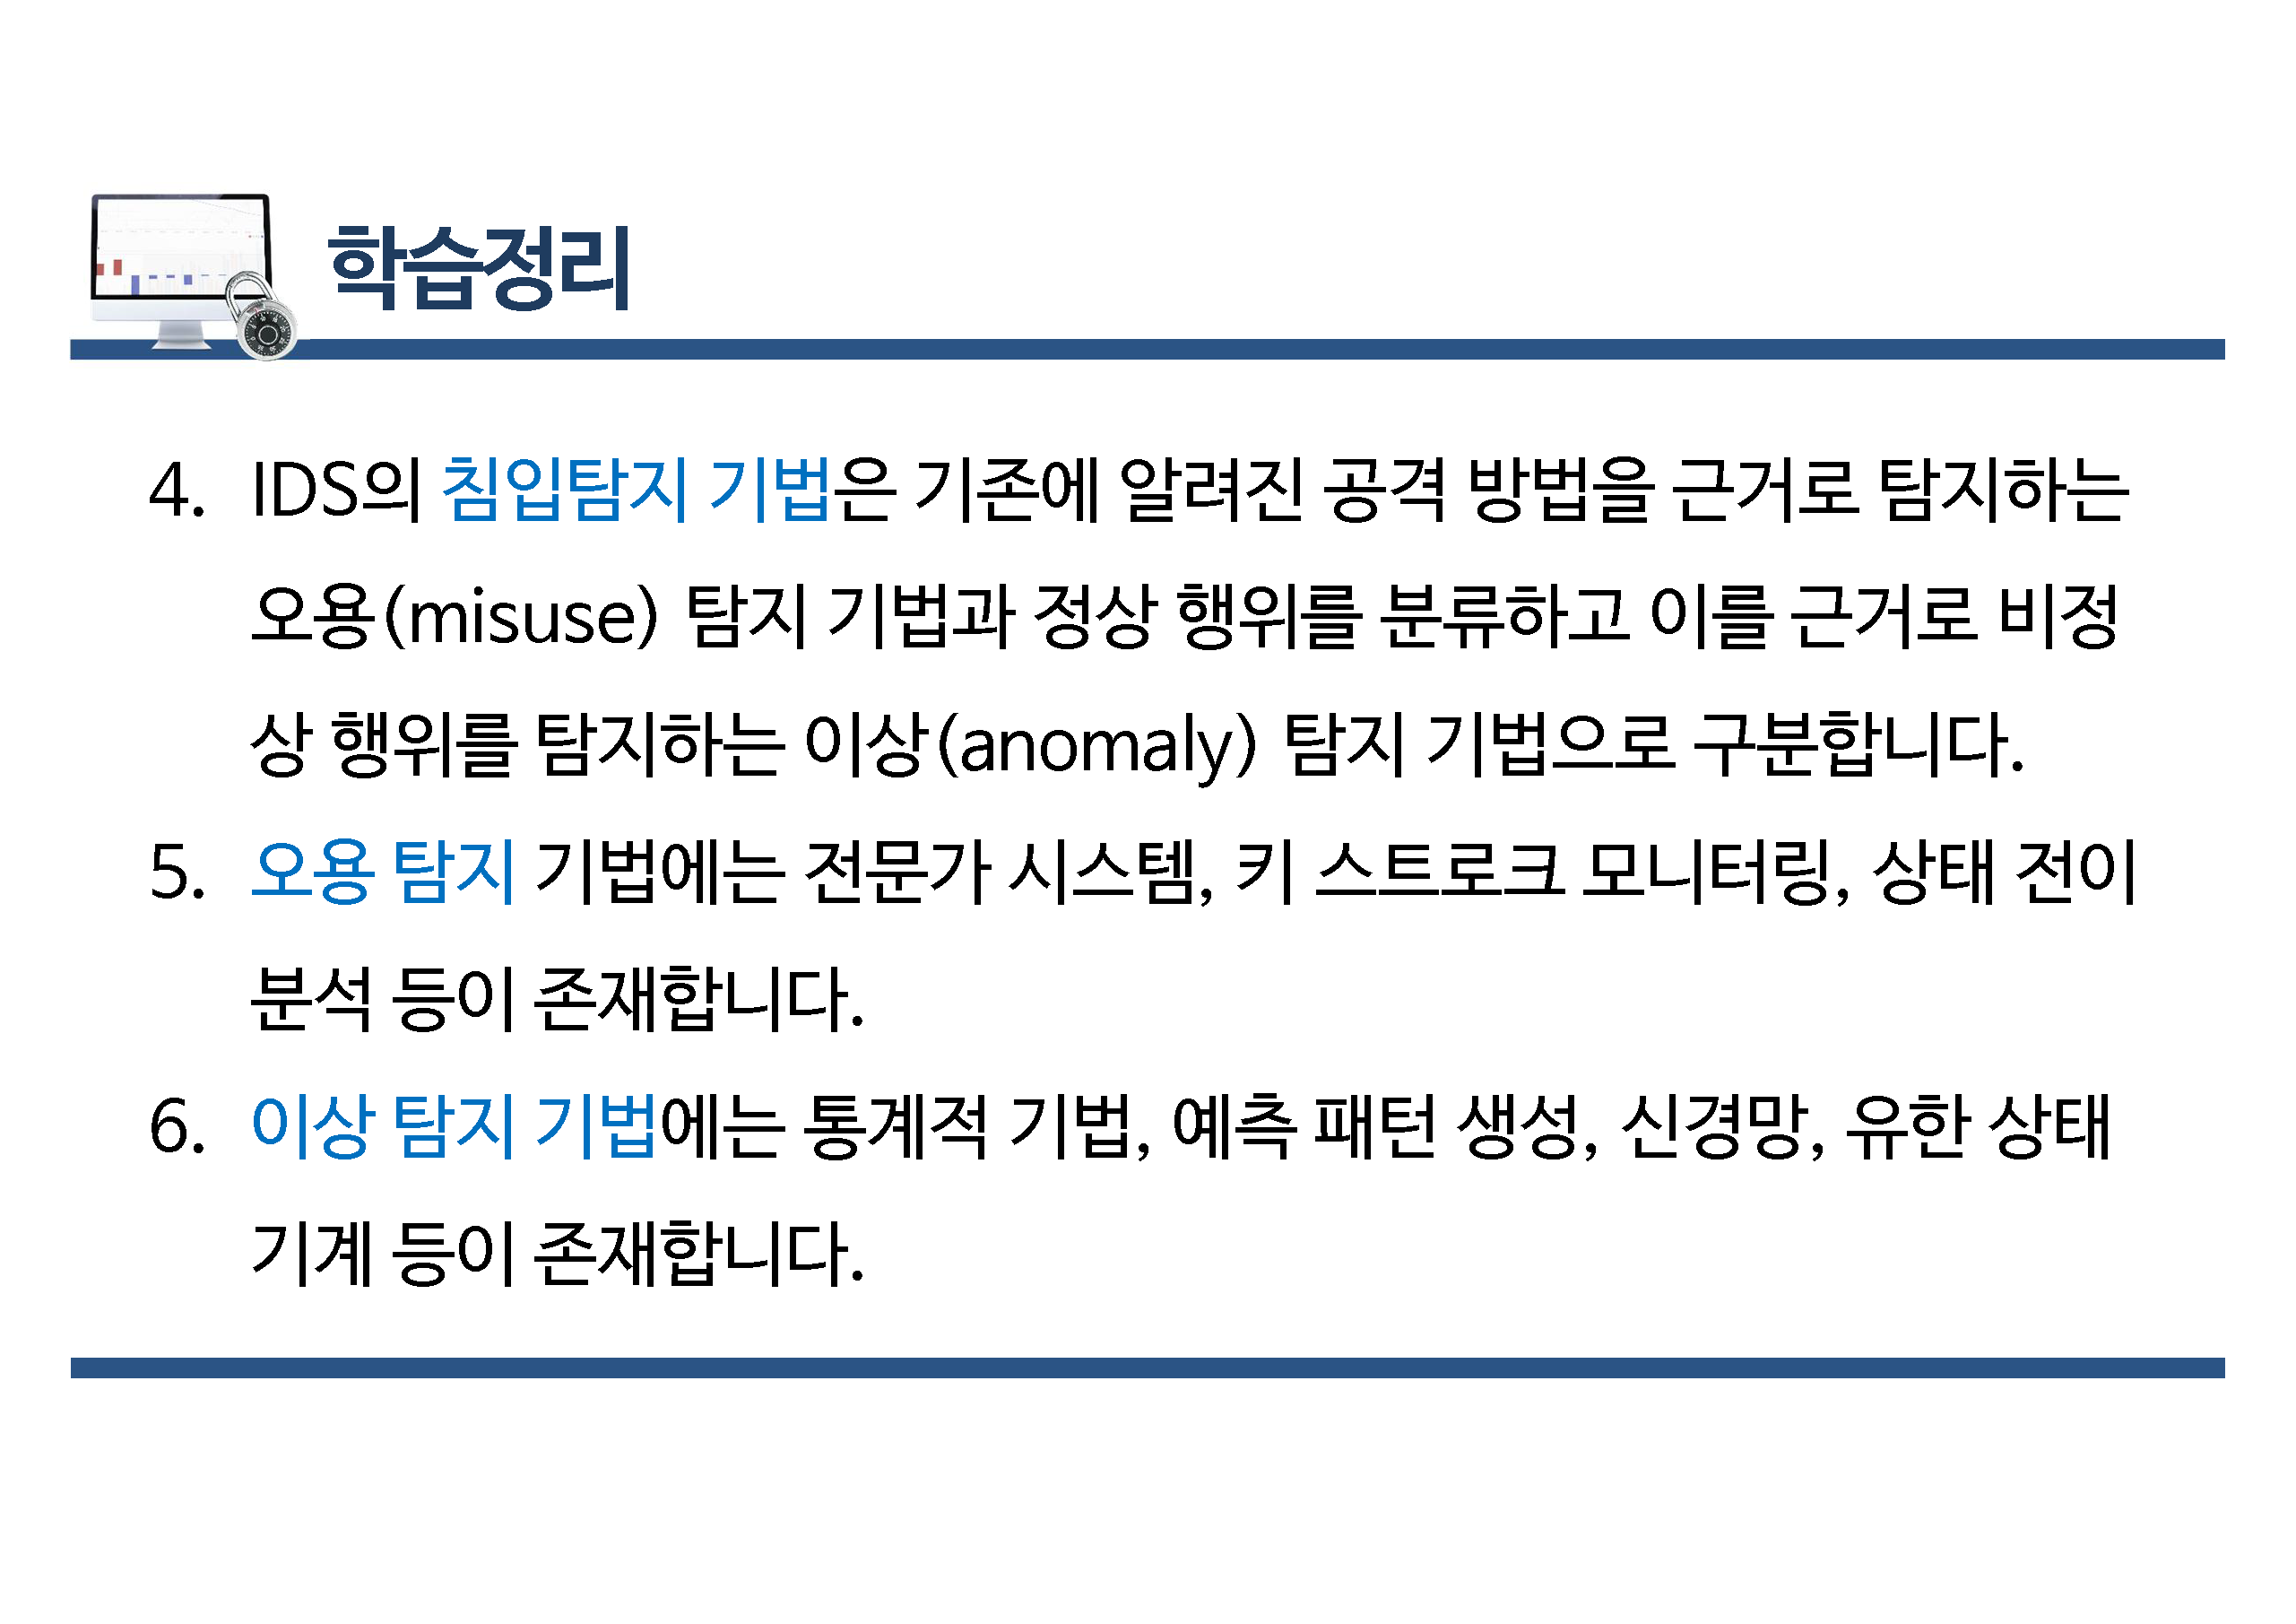 학습정리
4. IDS의 침입탐지 기법은 기존에 알려진 공격 방법을 근거로 탐지하는
오용(misuse) 탐지 기법과 정상 행위를 분류하고 이를 근거로 비정
상 행위를 탐지하는 이상(anomaly) 탐지 기법으로 구분합니다.
5. 오용 탐지 기법에는 전문가 시스템, 키 스트로크 모니터링, 상태 전이
분석 등이 존재합니다.
6. 이상 탐지 기법에는 통계적 기법, 예측 패턴 생성, 신경망, 유한 상태
기계 등이 존재합니다.